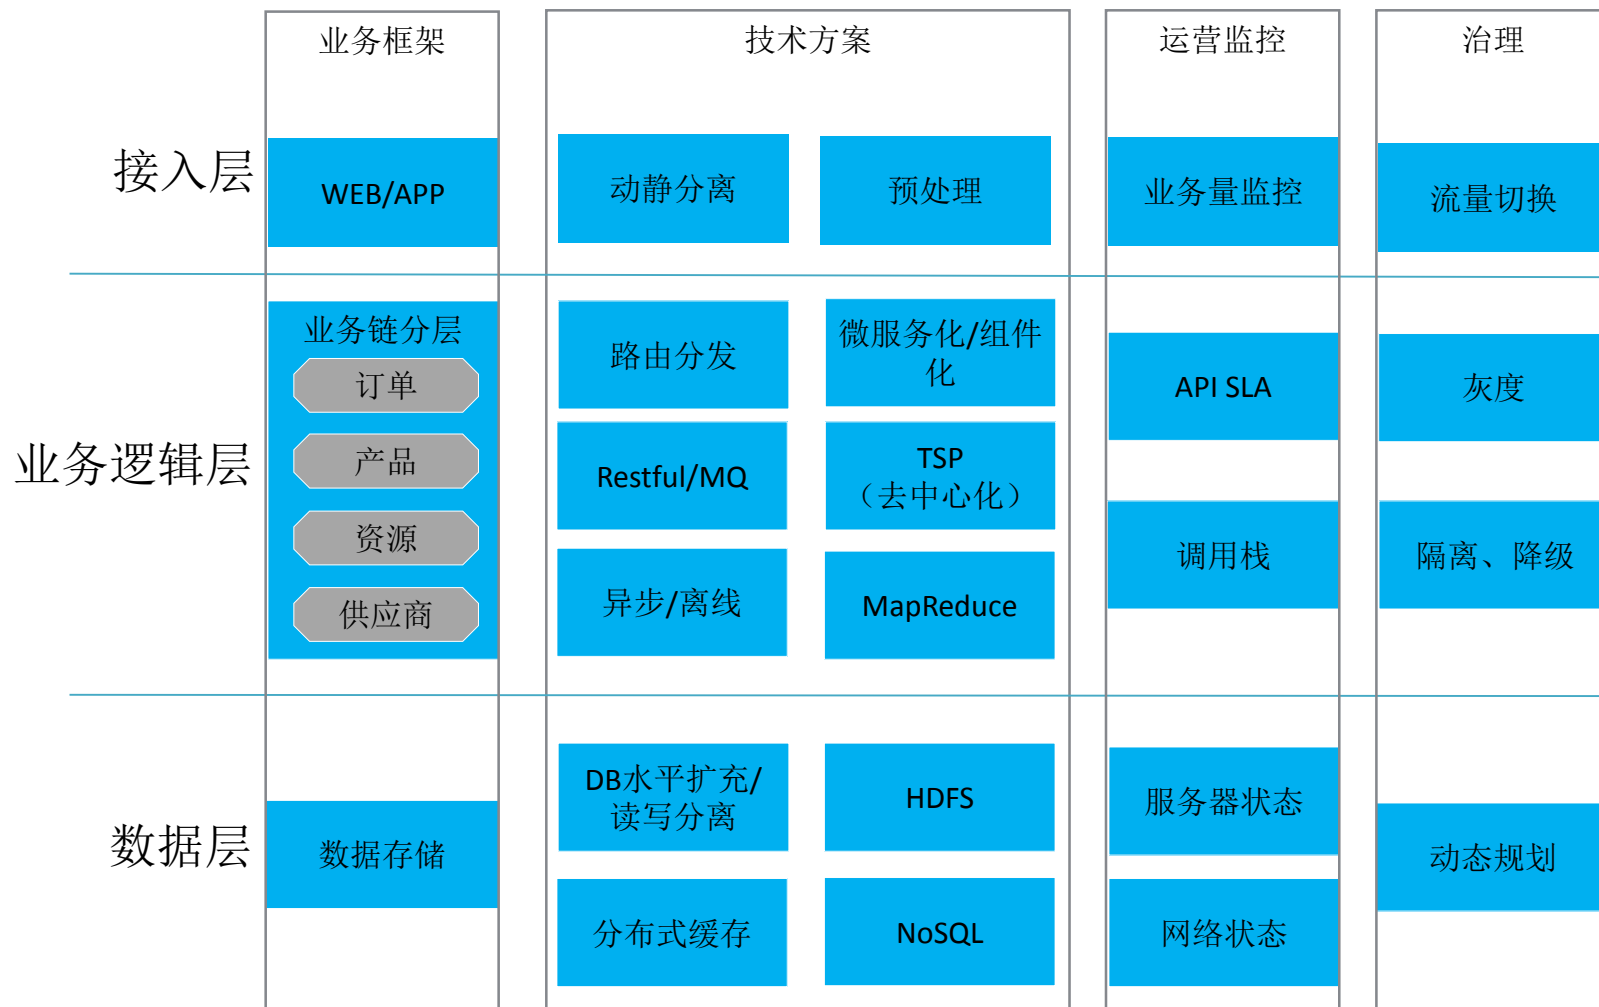 业务框架
技术方案
运营监控
治理
接入层
WEB/APP
动静分离
预处理
业务量监控
流量切换
业务逻辑层
业务链分层
订单
产品
资源
供应商
路由分发
微服务化/组件
化
Restful/MQ
TSP
（去中心化）
异步/离线
MapReduce
API SLA
调用栈
灰度
隔离、降级
数据层
数据存储
DB水平扩充/
读写分离
HDFS
分布式缓存
NoSQL
服务器状态
网络状态
动态规划